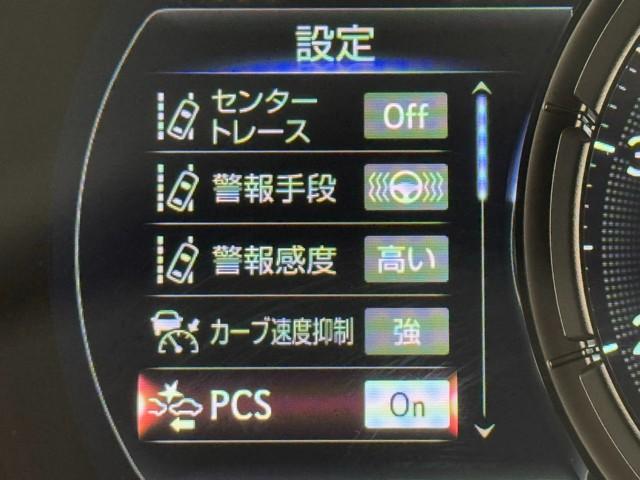 設定
センター
トレース
Off
警報手段
警報感度
高い
カーブ速度抑制
強
PCS
On